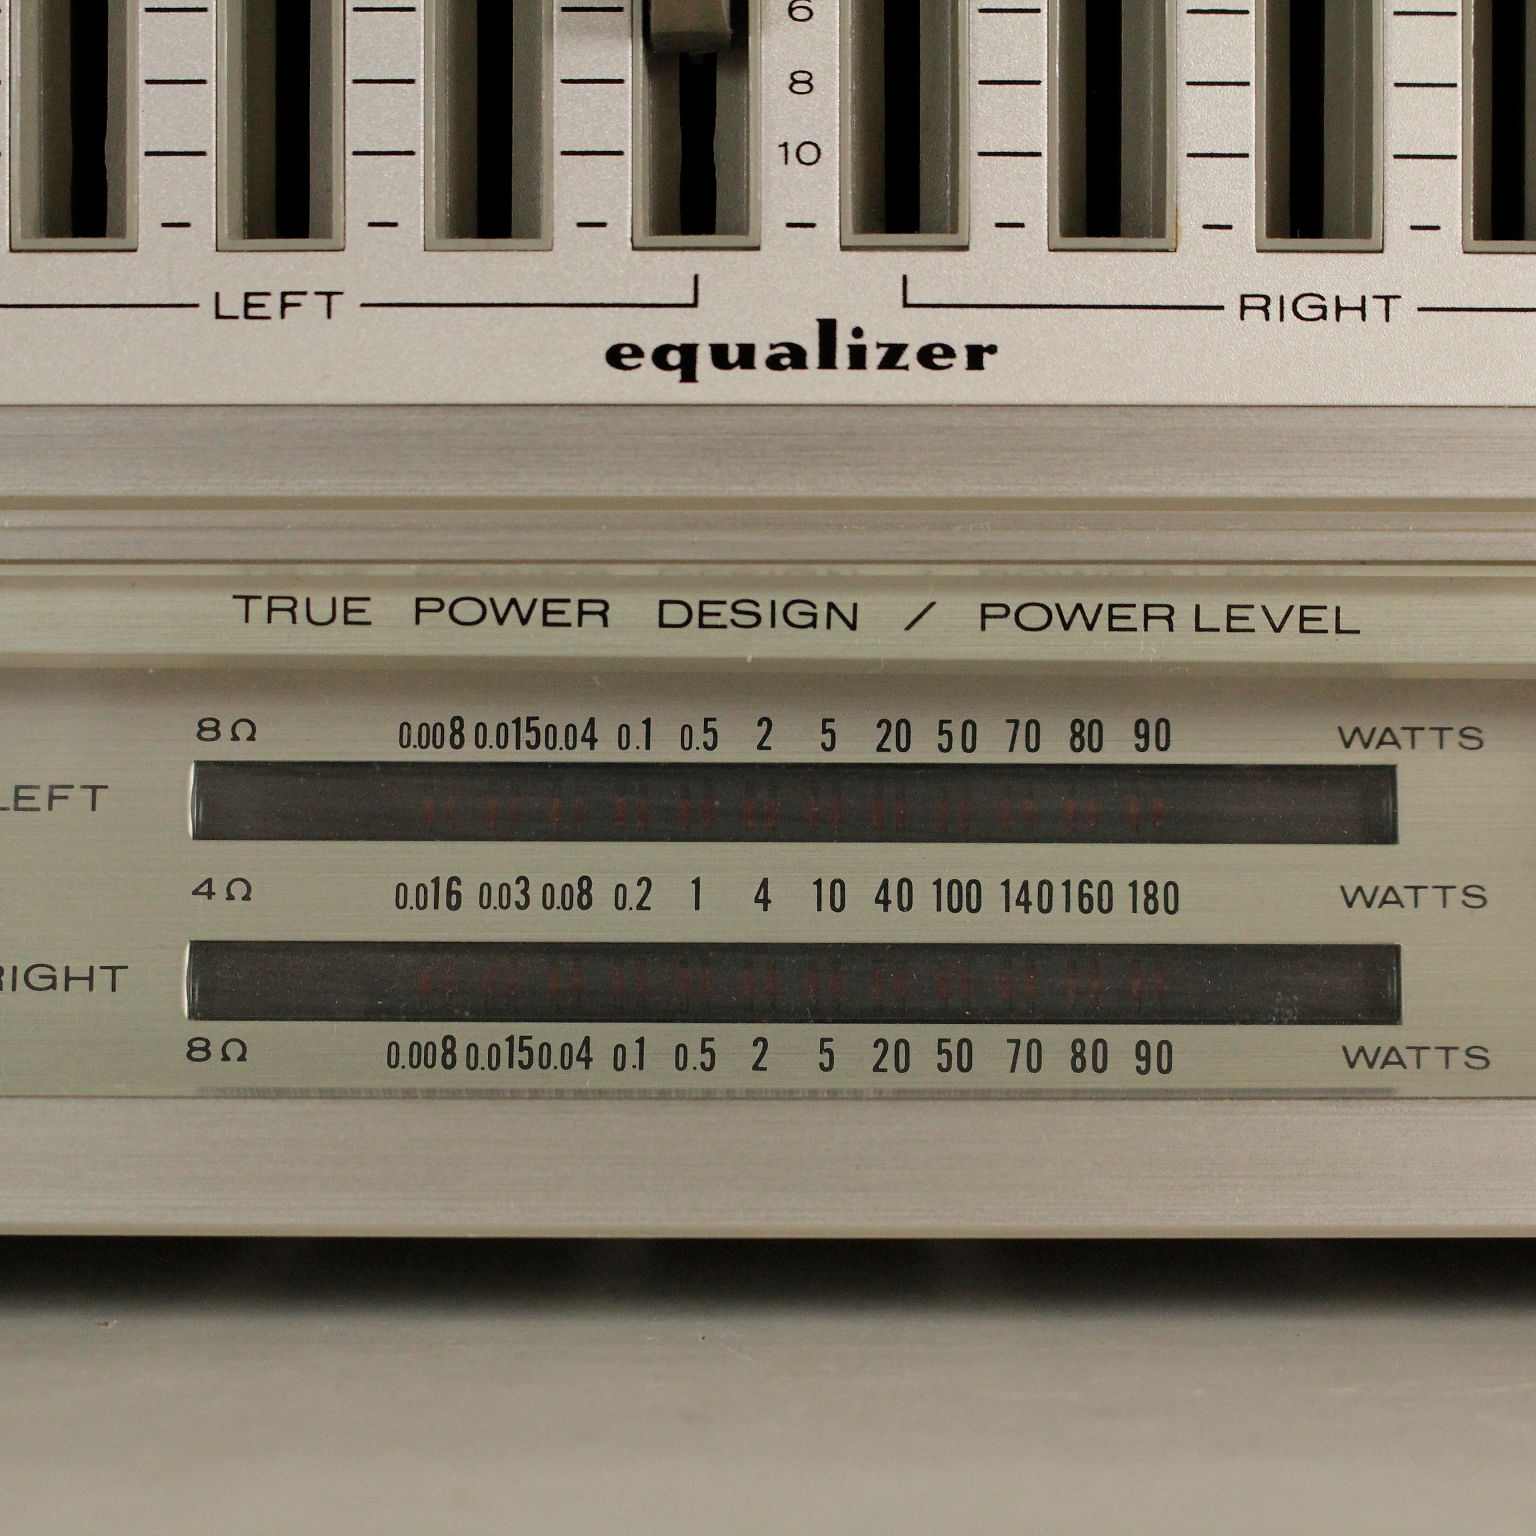 6
8
10
LEFT RIGHT
equalizer
TRUE POWER DESIGN / POWER LEVEL
8Ω 0.008 0.015 0.04 0.1 0.5 2 5 20 50 70 80 90 WATTS
LEFT
4Ω 0.016 0.03 0.08 0.2 1 4 10 40 100 140 160 180 WATTS
RIGHT
8Ω 0.008 0.015 0.04 0.1 0.5 2 5 20 50 70 80 90 WATTS